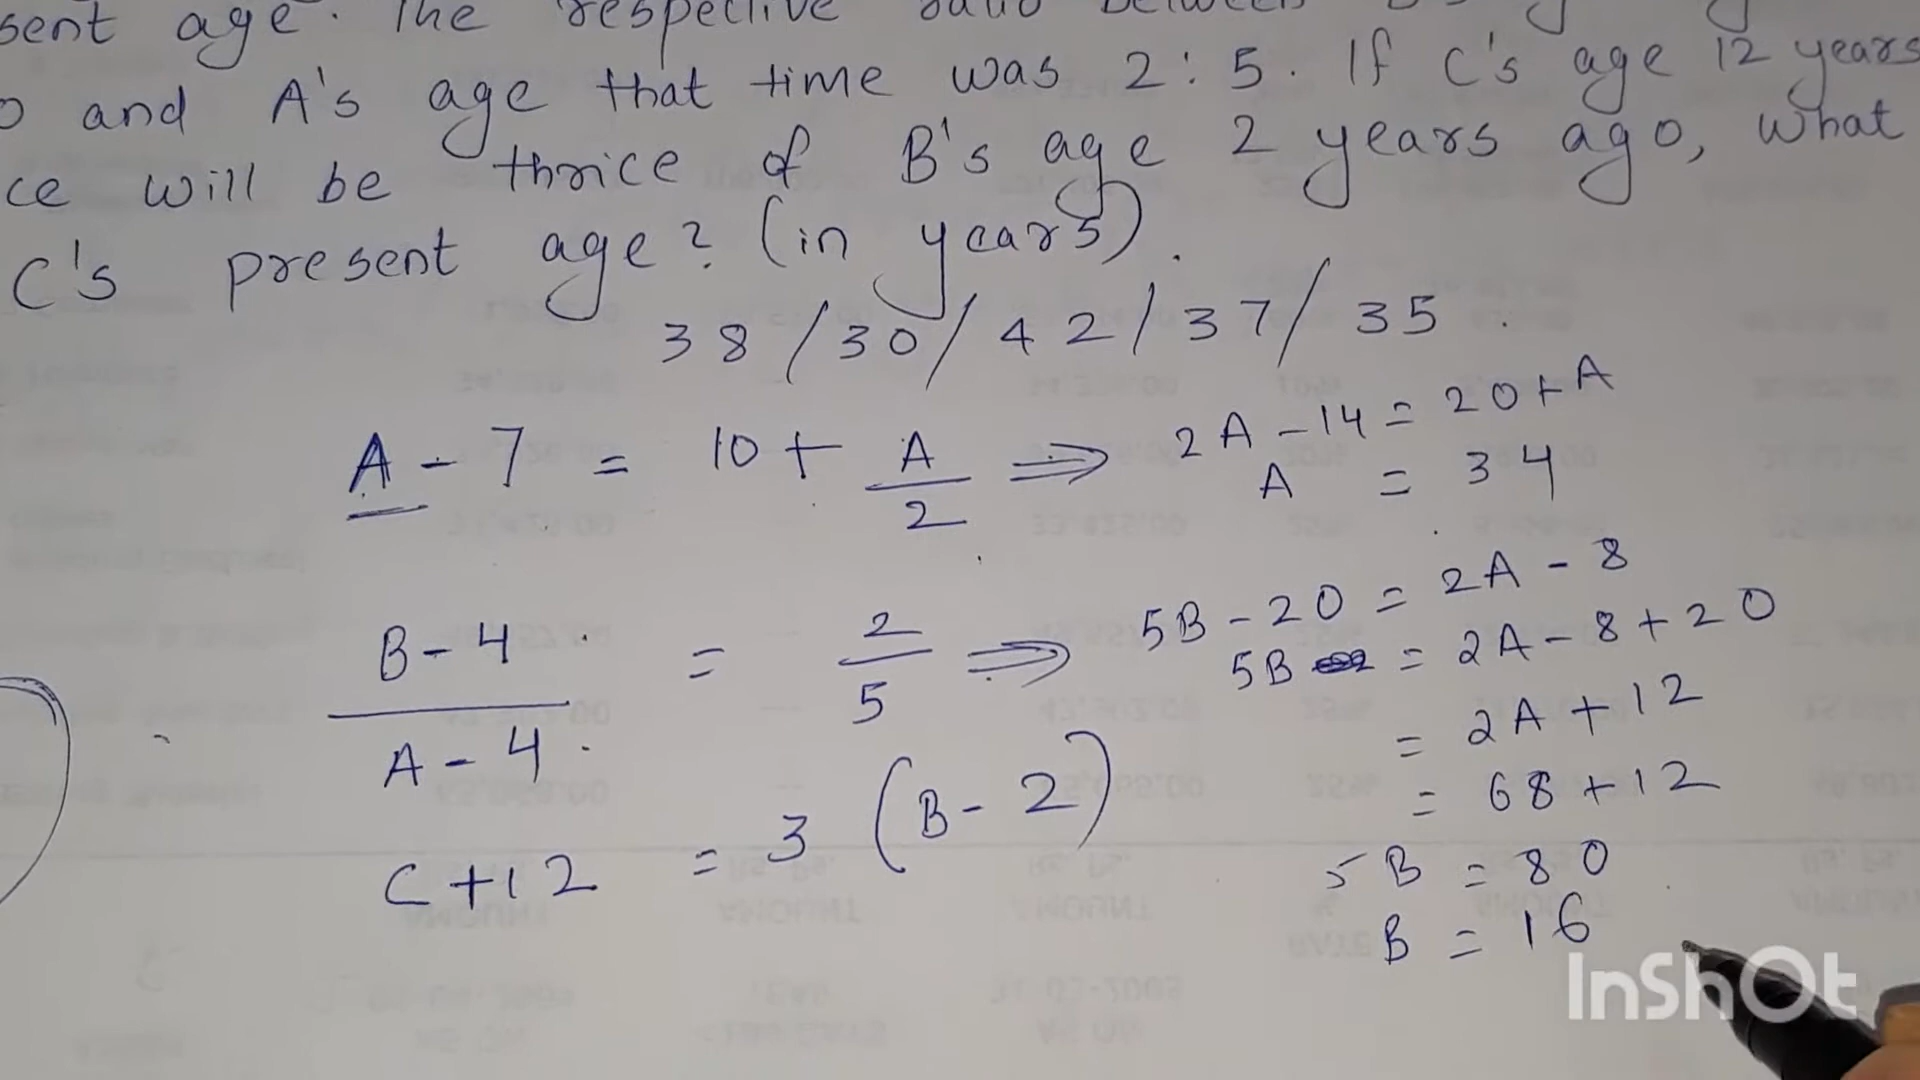 sent age. The respective ratio between B's
o and A's age that time was 2:5. If C's age 12 years
ce will be thrice of B's age 2 years ago, what
C's present age? (in years).
38/30/42/37/35.
A - 7 = 10 + A/2 ⟹ 2A - 14 = 20 + A
A = 34
B - 4 / A - 4 = 2/5 ⟹ 5B - 20 = 2A - 8
5B = 2A - 8 + 20
= 2A + 12
= 68 + 12
5B = 80
B = 16
C + 12 = 3 (B - 2)
InShOt